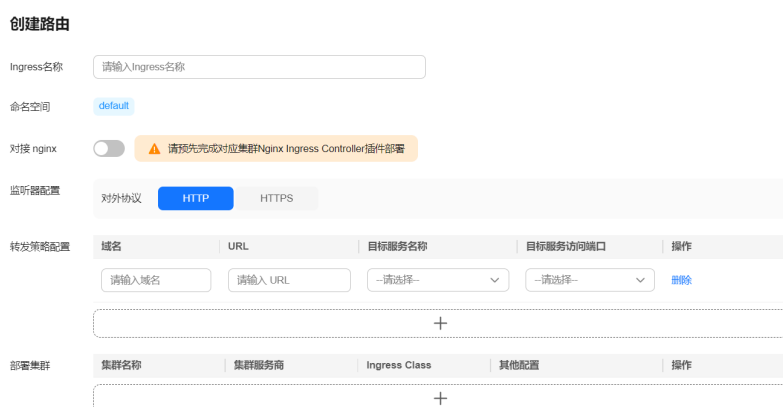 创建路由
Ingress名称 请输入Ingress名称
命名空间 default
对接 nginx 请预先完成对应集群Nginx Ingress Controller插件部署
监听器配置 对外协议 HTTP HTTPS
转发策略配置 域名 URL 目标服务名称 目标服务访问端口 操作
请输入域名 请输入 URL --请选择-- --请选择-- 删除
部署集群 集群名称 集群服务商 Ingress Class 其他配置 操作